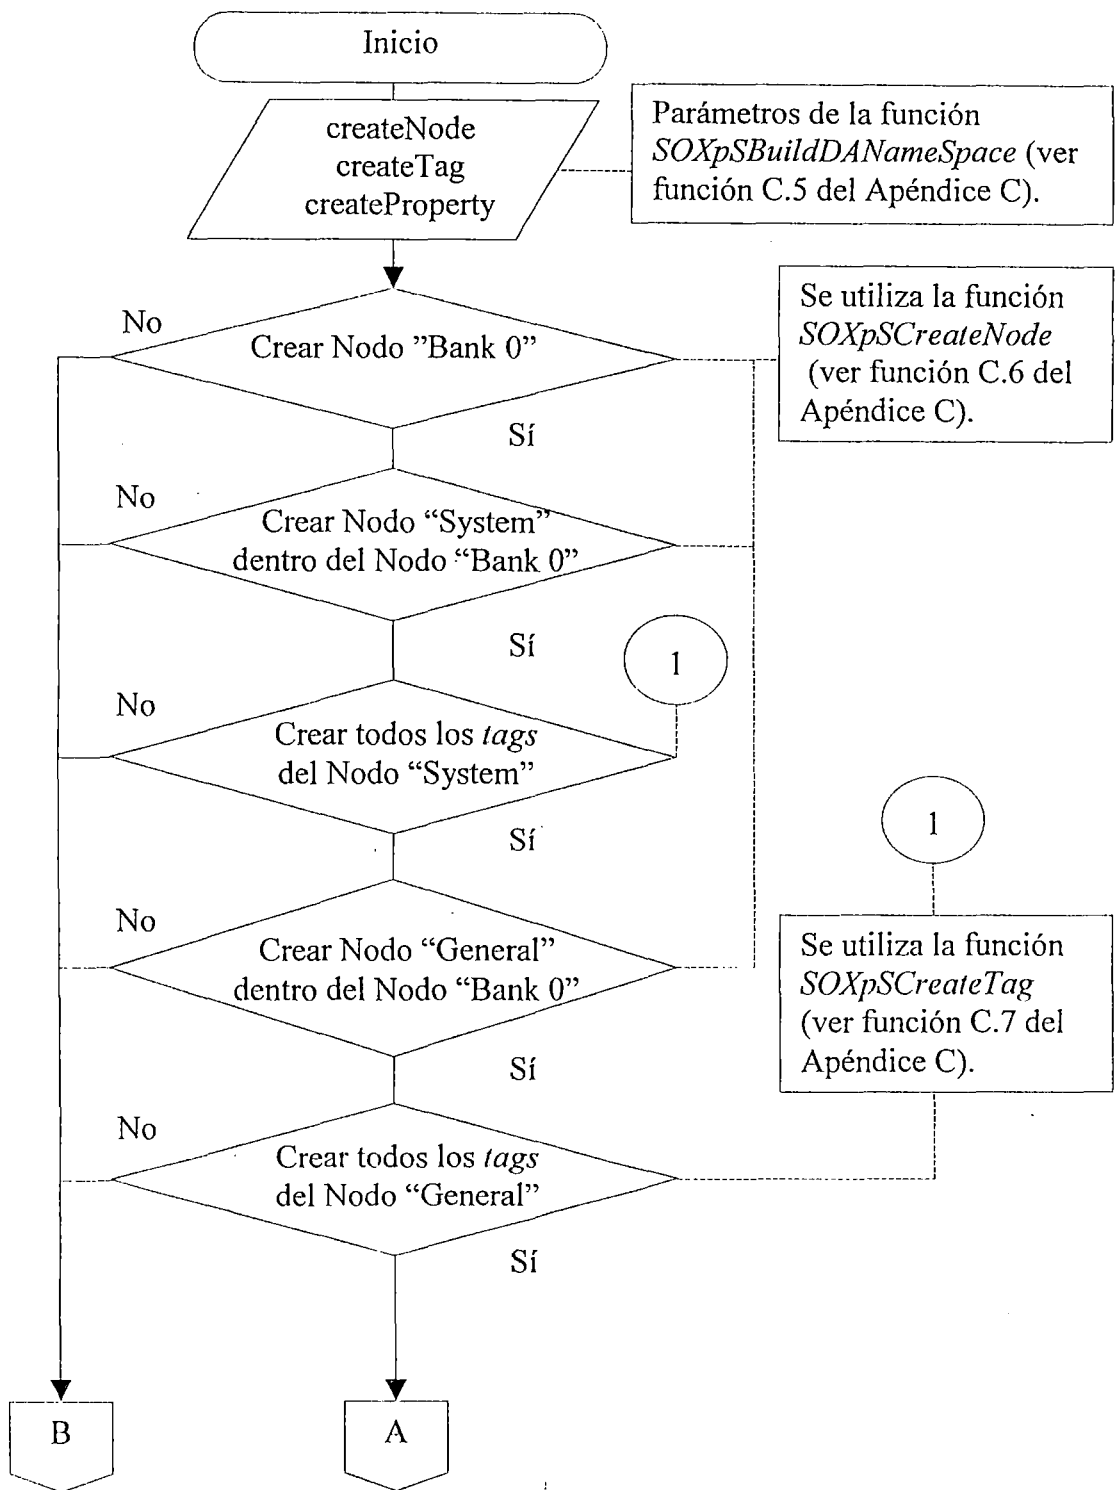 Inicio
createNode
createTag
createProperty
Parámetros de la función
SOXpSBuildDANameSpace (ver
función C.5 del Apéndice C).
No
Crear Nodo ”Bank 0”
Sí
Se utiliza la función
SOXpSCreateNode
(ver función C.6 del
Apéndice C).
No
Crear Nodo “System”
dentro del Nodo “Bank 0”
Sí
1
No
Crear todos los tags
del Nodo “System”
Sí
1
No
Crear Nodo “General”
dentro del Nodo “Bank 0”
Sí
Se utiliza la función
SOXpSCreateTag
(ver función C.7 del
Apéndice C).
No
Crear todos los tags
del Nodo “General”
Sí
B
A